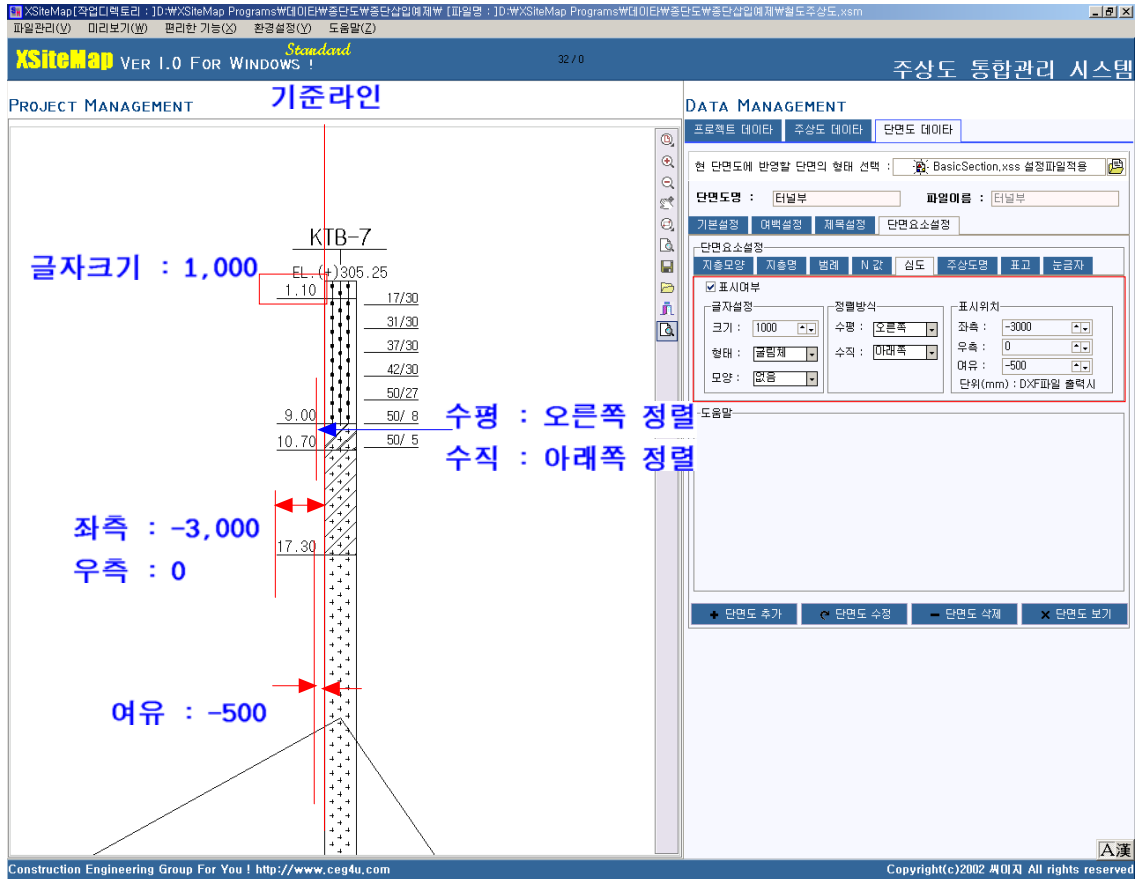 XSiteMap[작업디렉토리 : ]D:₩XSiteMap Programs₩데이타₩종단도₩종단삽입예제₩ [파일명 : ]D:₩XSiteMap Programs₩데이타₩종단도₩종단삽입예제₩철도주상도.xsm
파일관리(V) 미리보기(W) 편리한 기능(X) 환경설정(Y) 도움말(Z)
XSiteMap VER 1.0 FOR WINDOWS !
Standard
32 / 0
주상도 통합관리 시스템
PROJECT MANAGEMENT
기준라인
DATA MANAGEMENT
프로젝트 데이타 주상도 데이타 단면도 데이타
현 단면도에 반영할 단면의 형태 선택 : BasicSection.xss 설정파일적용
단면도명 : 터널부 파일이름 : 터널부
기본설정 여백설정 제목설정 단면요소설정
단면요소설정
지층모양 지층명 범례 N 값 심도 주상도명 표고 눈금자
표시여부
글자설정
크기 : 1000
형태 : 굴림체
모양 : 없음
정렬방식
수평 : 오른쪽
수직 : 아래쪽
표시위치
좌측 : -3000
우측 : 0
여유 : -500
단위(mm) : DXF파일 출력시
도움말
단면도 추가 단면도 수정 단면도 삭제 단면도 보기
KTB-7
글자크기 : 1,000
EL.(+)305.25
1.10
17/30
31/30
37/30
42/30
50/27
9.00
50/ 8
10.70
50/ 5
수평 : 오른쪽 정렬
수직 : 아래쪽 정렬
좌측 : -3,000
우측 : 0
17.30
여유 : -500
A漢
Construction Engineering Group For You ! http://www.ceg4u.com
Copyright(c)2002 씨이지 All rights reserved